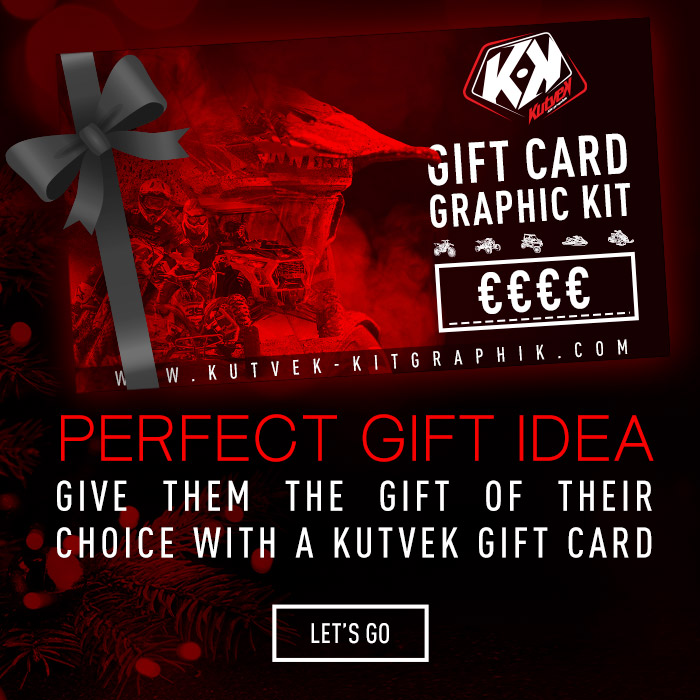 K·K
Kutvek
GIFT CARD
GRAPHIC KIT
€€€€
WWW.KUTVEK-KITGRAPHIK.COM
PERFECT GIFT IDEA
GIVE THEM THE GIFT OF THEIR
CHOICE WITH A KUTVEK GIFT CARD
LET'S GO